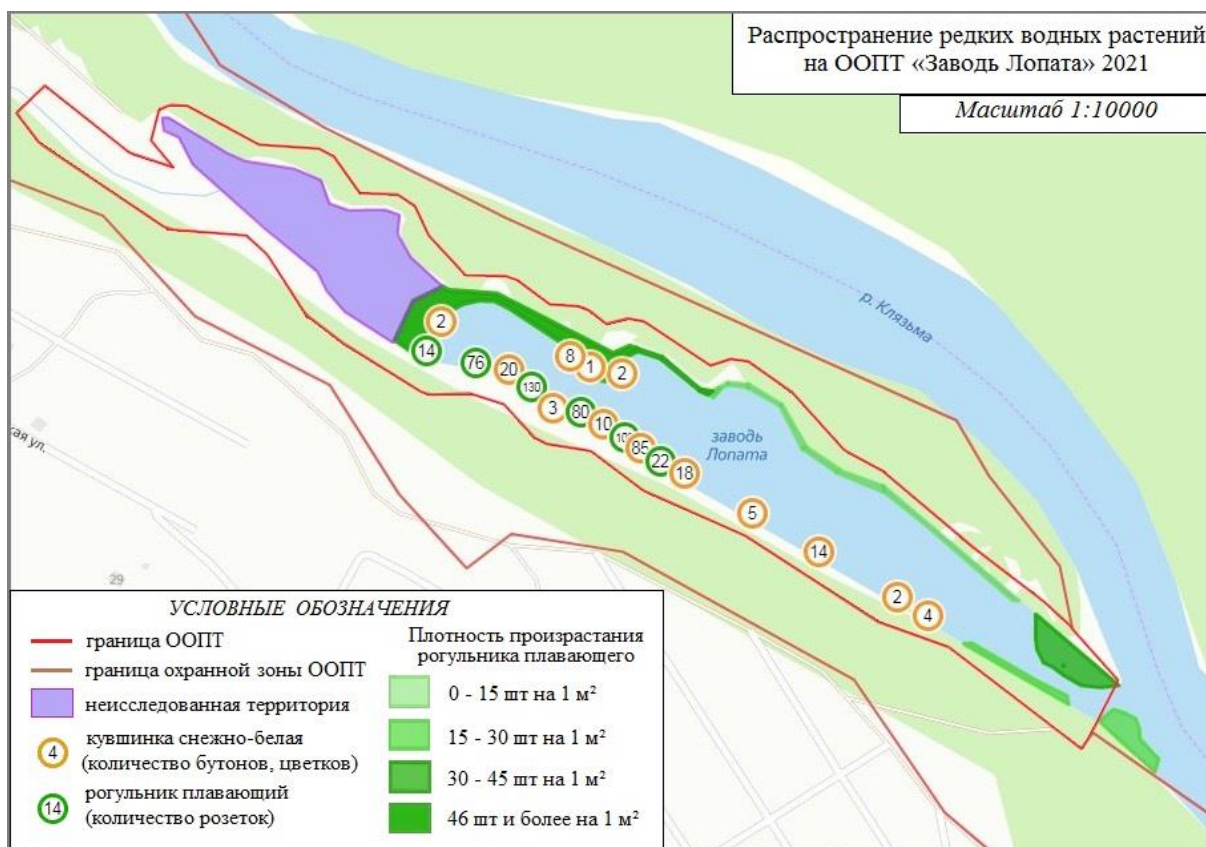 Распространение редких водных растений
на ООПТ «Заводь Лопата» 2021
Масштаб 1:10000
р. Клязьма
2
14
76
20
130
8
1
2
3
80
10
85
22
18
заводь
Лопата
5
14
2
4
ул.
29
УСЛОВНЫЕ ОБОЗНАЧЕНИЯ
граница ООПТ
граница охранной зоны ООПТ
неисследованная территория
4
кувшинка снежно-белая
(количество бутонов, цветков)
14
рогульник плавающий
(количество розеток)
Плотность произрастания
рогульника плавающего
0 - 15 шт на 1 м²
15 - 30 шт на 1 м²
30 - 45 шт на 1 м²
46 шт и более на 1 м²